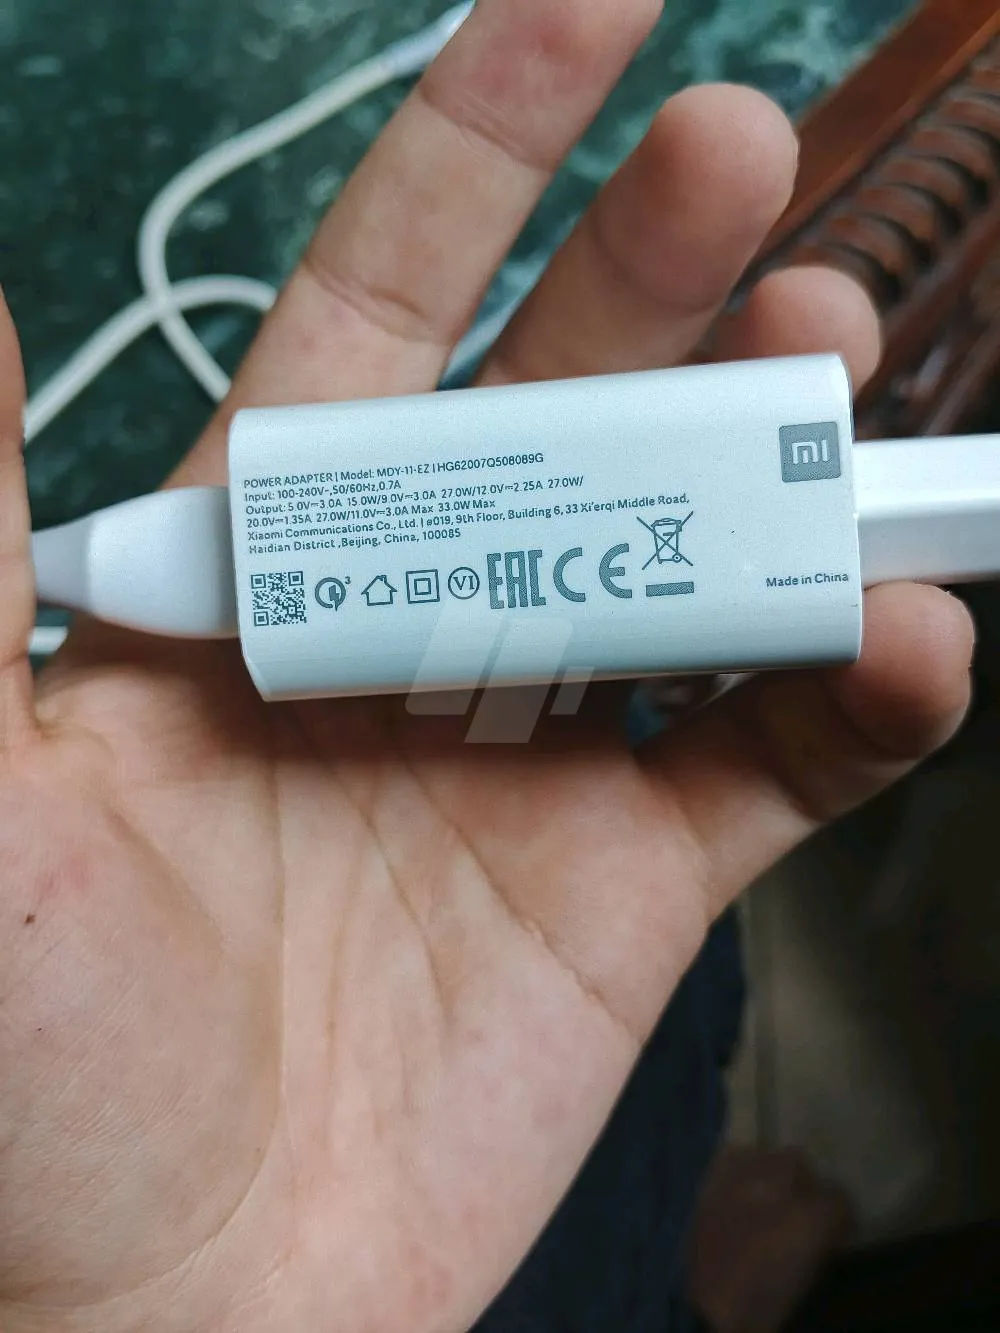 POWER ADAPTER | Model: MDY-11-EZ | HG62007Q508089G
Input: 100-240V~,50/60Hz,0.7A
Output: 5.0V⎓3.0A 15.0W/9.0V⎓3.0A 27.0W/12.0V⎓2.25A 27.0W/
20.0V⎓1.35A 27.0W/11.0V⎓3.0A Max 33.0W Max
Xiaomi Communications Co., Ltd. | #019, 9th Floor, Building 6, 33 Xi'erqi Middle Road,
Haidian District ,Beijing, China, 100085
mi
3 VI EAC CE
Made in China